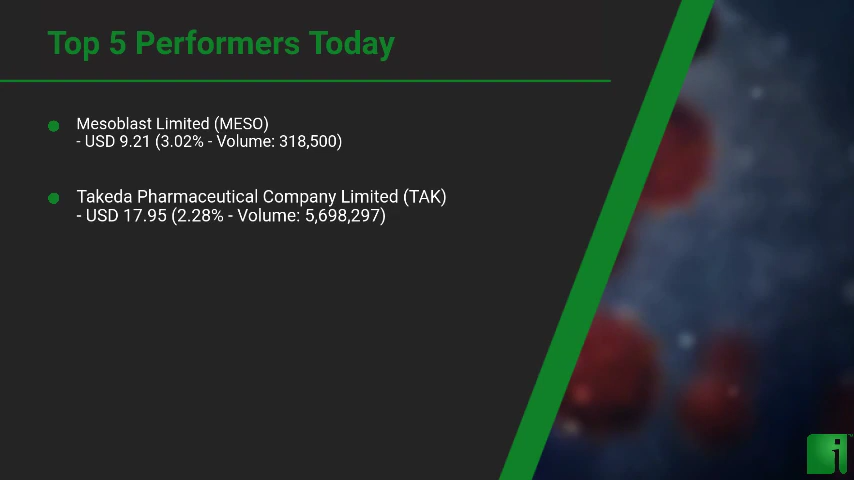 Top 5 Performers Today
Mesoblast Limited (MESO)
- USD 9.21 (3.02% - Volume: 318,500)
Takeda Pharmaceutical Company Limited (TAK)
- USD 17.95 (2.28% - Volume: 5,698,297)
i